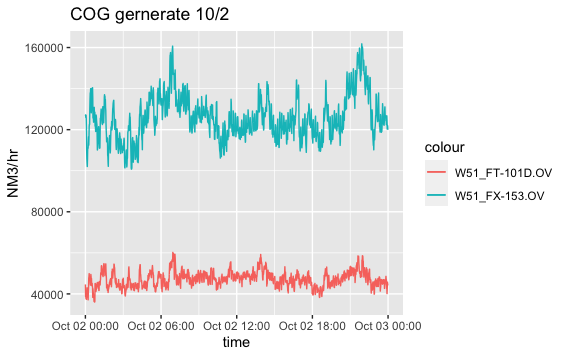 COG gernerate 10/2
160000
120000
80000
40000
NM3/hr
Oct 02 00:00 Oct 02 06:00 Oct 02 12:00 Oct 02 18:00 Oct 03 00:00
time
colour
W51_FT-101D.OV
W51_FX-153.OV